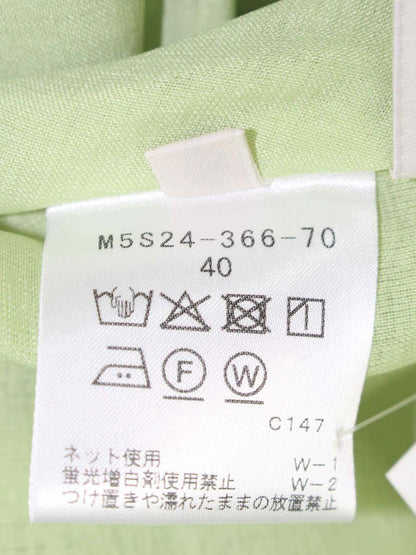 M5S24-366-70
40
F W
C147
ネット使用 W-1
蛍光増白剤使用禁止 W-2
つけ置きや濡れたままの放置禁止